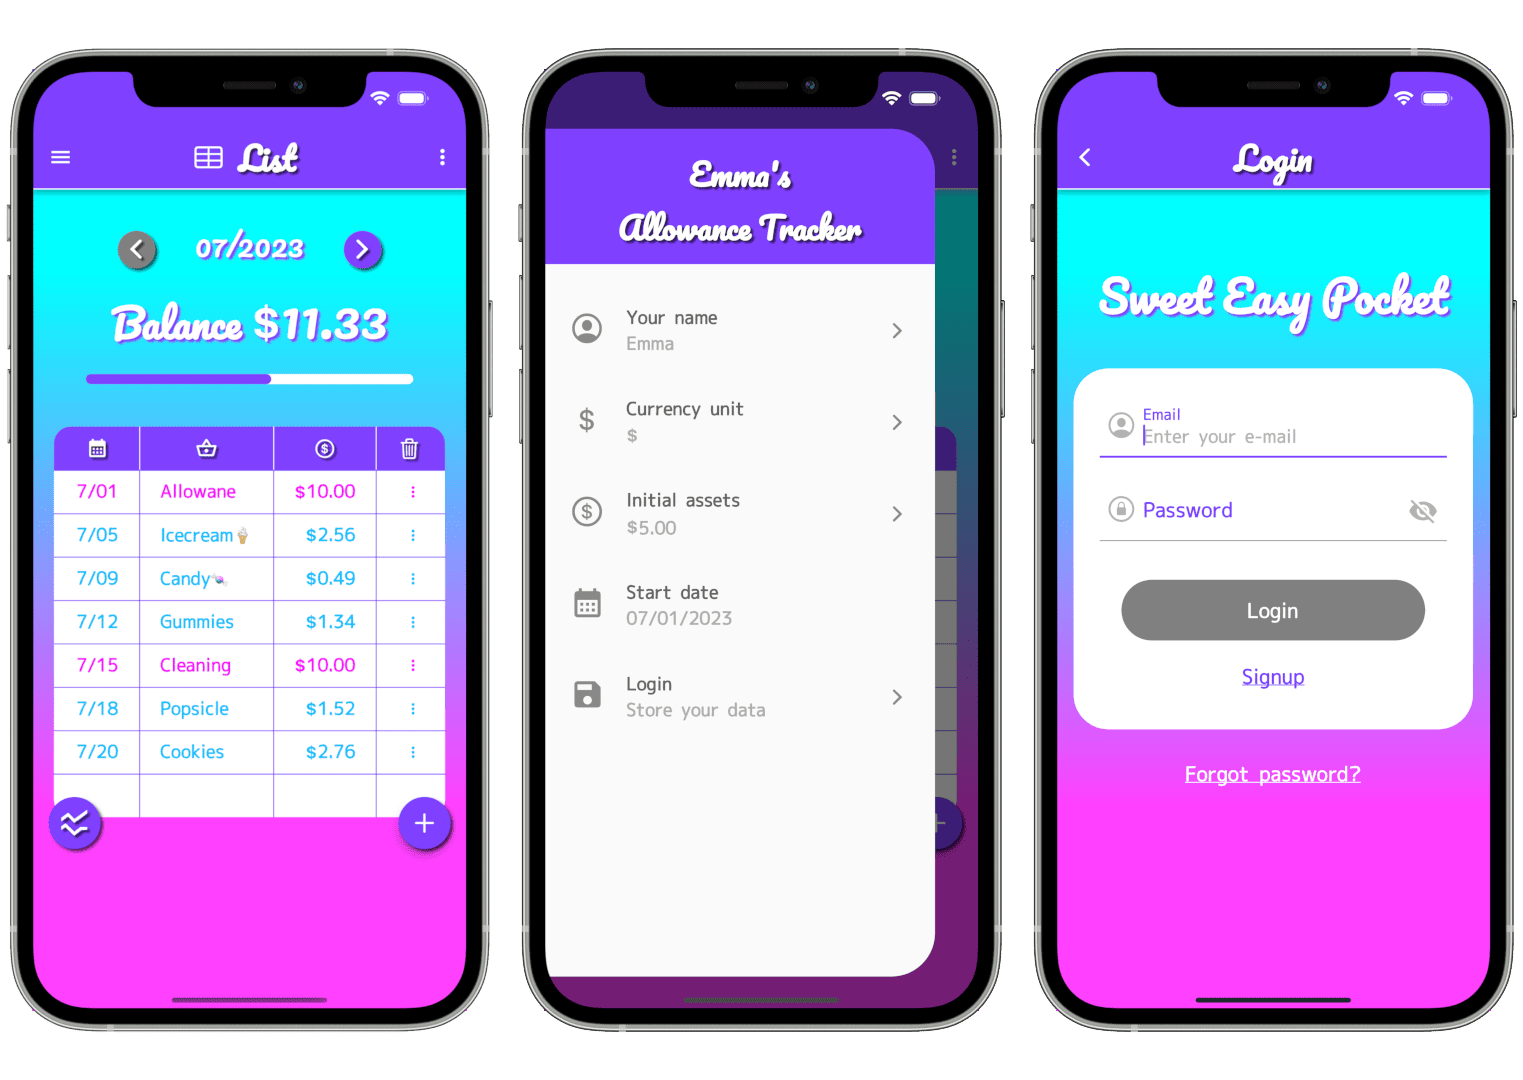 List
07/2023
Balance $11.33
7/01 Allowane $10.00
7/05 Icecream🍦 $2.56
7/09 Candy🍬 $0.49
7/12 Gummies $1.34
7/15 Cleaning $10.00
7/18 Popsicle $1.52
7/20 Cookies $2.76
Emma's
Allowance Tracker
Your name
Emma
Currency unit
$
Initial assets
$5.00
Start date
07/01/2023
Login
Store your data
Login
Sweet Easy Pocket
Email
Enter your e-mail
Password
Login
Signup
Forgot password?